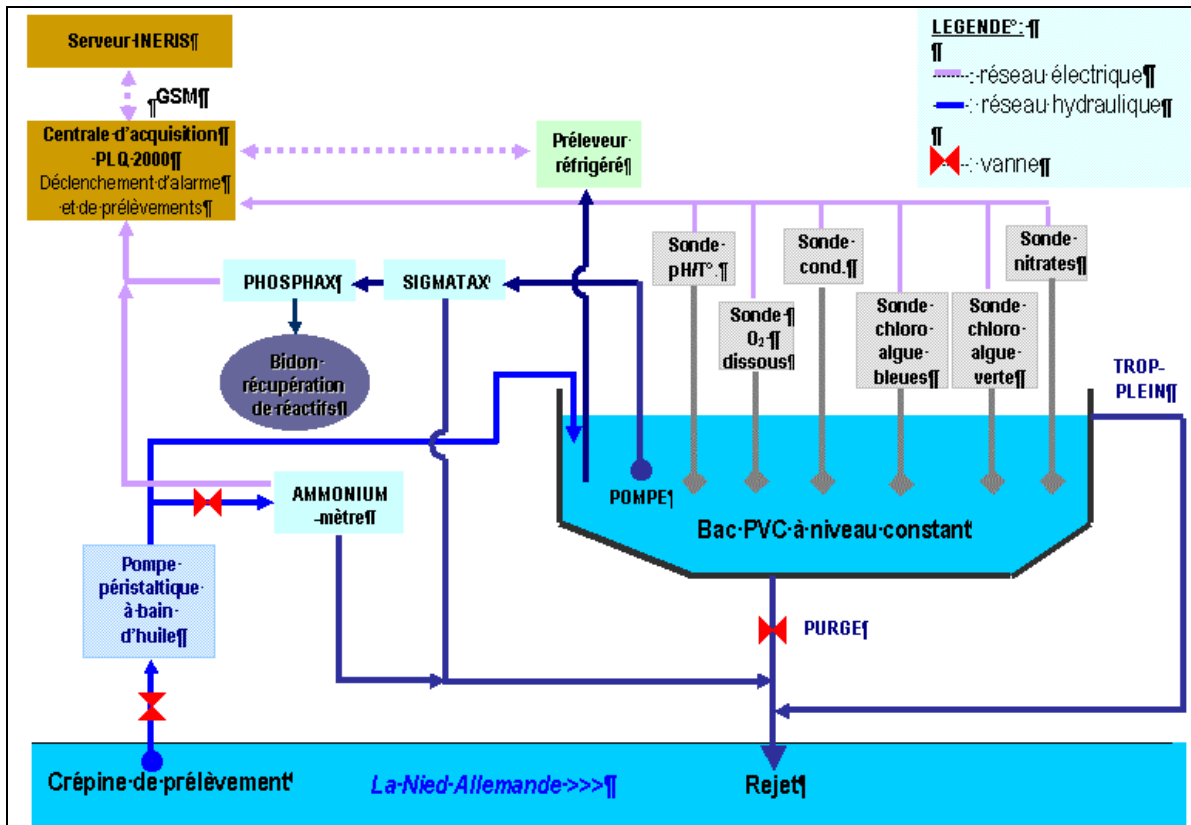 Serveur·INERIS¶
¶GSM¶
Centrale·d'acquisition¶
·PLQ·2000¶
Déclenchement·d'alarme¶
·et·de·prélèvements¶
Préleveur·
réfrigéré¶
LEGENDE°:·¶
¶
·:·réseau·électrique¶
·:·réseau·hydraulique¶
¶
·:·vanne¶
Sonde·
pH/T°.¶
Sonde·
cond.¶
Sonde·
nitrates¶
Sonde·¶
O₂·¶
dissous¶
Sonde·
chloro·
algue·
bleues¶
Sonde·
chloro·
algue·
verte¶
PHOSPHAX¶
SIGMATAX
Bidon·
récupération·
de·réactifs¶
TROP-
PLEIN¶
AMMONIUM
·mètre¶
POMPE¶
Bac·PVC·à·niveau·constant
Pompe·
péristaltique·
à·bain·
d'huile¶
PURGE¶
Crépine·de·prélèvement
La·Nied·Allemande·>>>¶
Rejet¶